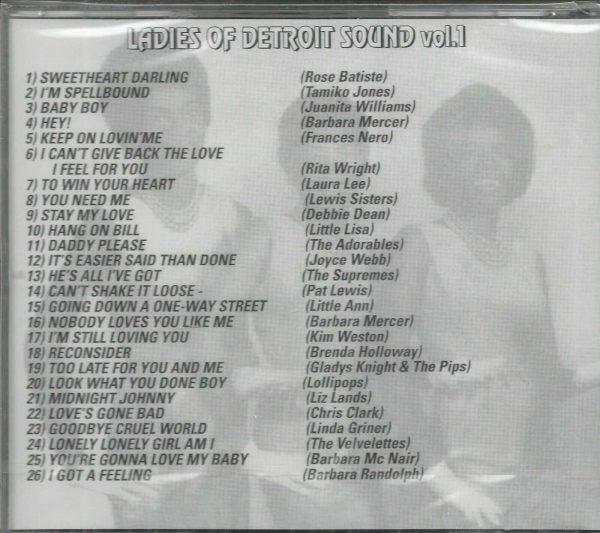 LADIES OF DETROIT SOUND vol.1
1) SWEETHEART DARLING (Rose Batiste)
2) I'M SPELLBOUND (Tamiko Jones)
3) BABY BOY (Juanita Williams)
4) HEY! (Barbara Mercer)
5) KEEP ON LOVIN'ME (Frances Nero)
6) I CAN'T GIVE BACK THE LOVE
I FEEL FOR YOU (Rita Wright)
7) TO WIN YOUR HEART (Laura Lee)
8) YOU NEED ME (Lewis Sisters)
9) STAY MY LOVE (Debbie Dean)
10) HANG ON BILL (Little Lisa)
11) DADDY PLEASE (The Adorables)
12) IT'S EASIER SAID THAN DONE (Joyce Webb)
13) HE'S ALL I'VE GOT (The Supremes)
14) CAN'T SHAKE IT LOOSE - (Pat Lewis)
15) GOING DOWN A ONE-WAY STREET (Little Ann)
16) NOBODY LOVES YOU LIKE ME (Barbara Mercer)
17) I'M STILL LOVING YOU (Kim Weston)
18) RECONSIDER (Brenda Holloway)
19) TOO LATE FOR YOU AND ME (Gladys Knight & The Pips)
20) LOOK WHAT YOU DONE BOY (Lollipops)
21) MIDNIGHT JOHNNY (Liz Lands)
22) LOVE'S GONE BAD (Chris Clark)
23) GOODBYE CRUEL WORLD (Linda Griner)
24) LONELY LONELY GIRL AM I (The Velvelettes)
25) YOU'RE GONNA LOVE MY BABY (Barbara Mc Nair)
26) I GOT A FEELING (Barbara Randolph)